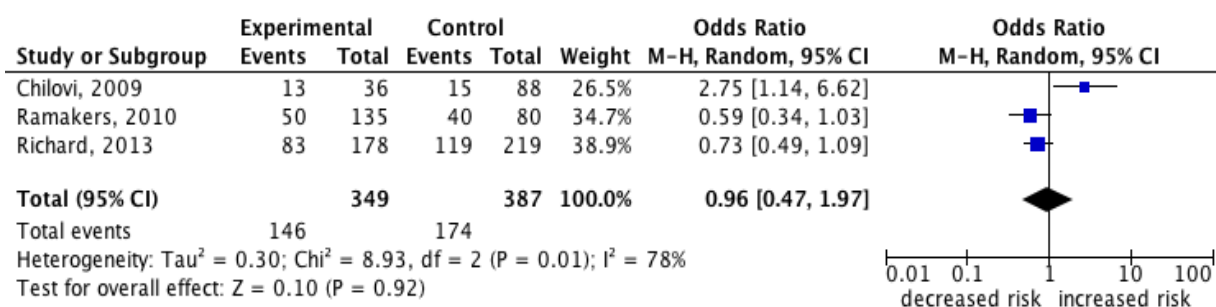 Experimental Control Odds Ratio Odds Ratio
Study or Subgroup Events Total Events Total Weight M-H, Random, 95% CI M-H, Random, 95% CI
Chilovi, 2009 13 36 15 88 26.5% 2.75 [1.14, 6.62]
Ramakers, 2010 50 135 40 80 34.7% 0.59 [0.34, 1.03]
Richard, 2013 83 178 119 219 38.9% 0.73 [0.49, 1.09]
Total (95% CI) 349 387 100.0% 0.96 [0.47, 1.97]
Total events 146 174
Heterogeneity: Tau² = 0.30; Chi² = 8.93, df = 2 (P = 0.01); I² = 78%
Test for overall effect: Z = 0.10 (P = 0.92)
0.01 0.1 1 10 100
decreased risk increased risk